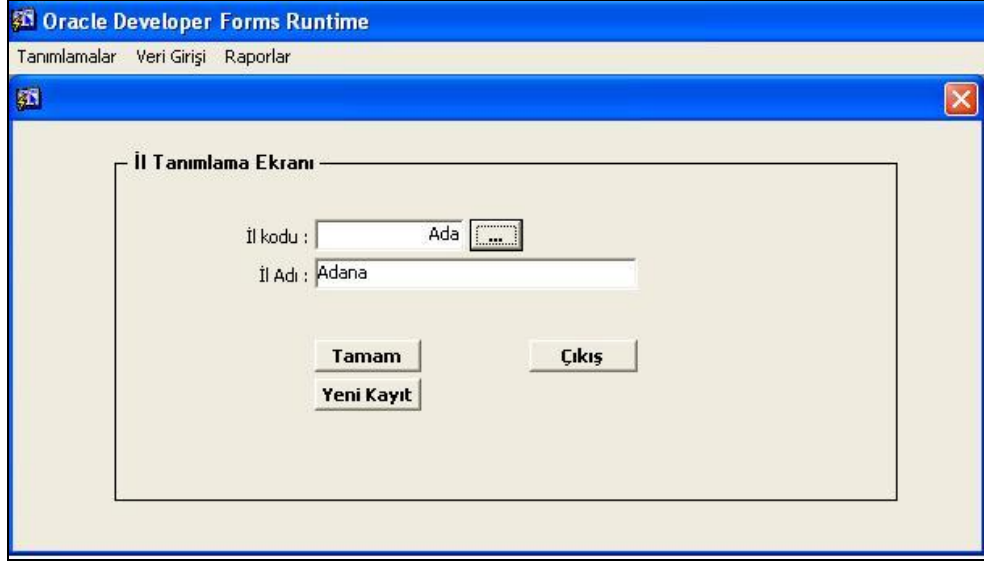 Oracle Developer Forms Runtime
Tanımlamalar Veri Girişi Raporlar
İl Tanımlama Ekranı
İl kodu : Ada ...
İl Adı : Adana
Tamam Çıkış
Yeni Kayıt